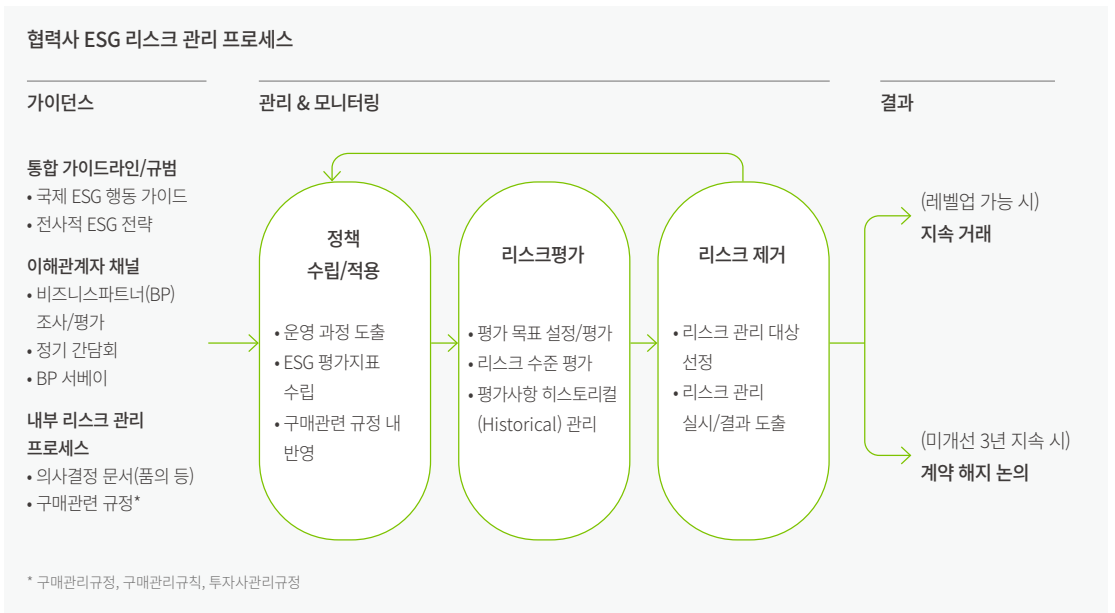 협력사 ESG 리스크 관리 프로세스
가이던스
통합 가이드라인/규범
• 국제 ESG 행동 가이드
• 전사적 ESG 전략
이해관계자 채널
• 비즈니스파트너(BP)
조사/평가
• 정기 간담회
• BP 서베이
내부 리스크 관리
프로세스
• 의사결정 문서(품의 등)
• 구매관련 규정*
관리 & 모니터링
정책
수립/적용
• 운영 과정 도출
• ESG 평가지표
수립
• 구매관련 규정 내
반영
리스크평가
• 평가 목표 설정/평가
• 리스크 수준 평가
• 평가사항 히스토리컬
(Historical) 관리
리스크 제거
• 리스크 관리 대상
선정
• 리스크 관리
실시/결과 도출
결과
(레벨업 가능 시)
지속 거래
(미개선 3년 지속 시)
계약 해지 논의
* 구매관리규정, 구매관리규칙, 투자사관리규정